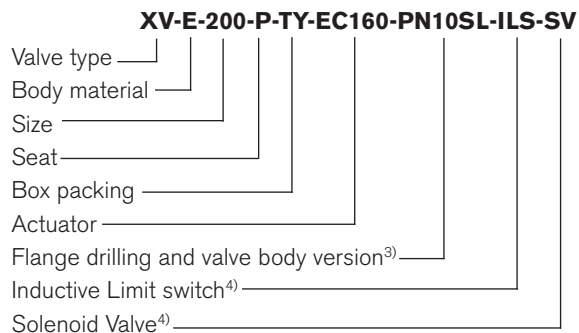 XV-E-200-P-TY-EC160-PN10SL-ILS-SV
Valve type
Body material
Size
Seat
Box packing
Actuator
Flange drilling and valve body version3)
Inductive Limit switch4)
Solenoid Valve4)